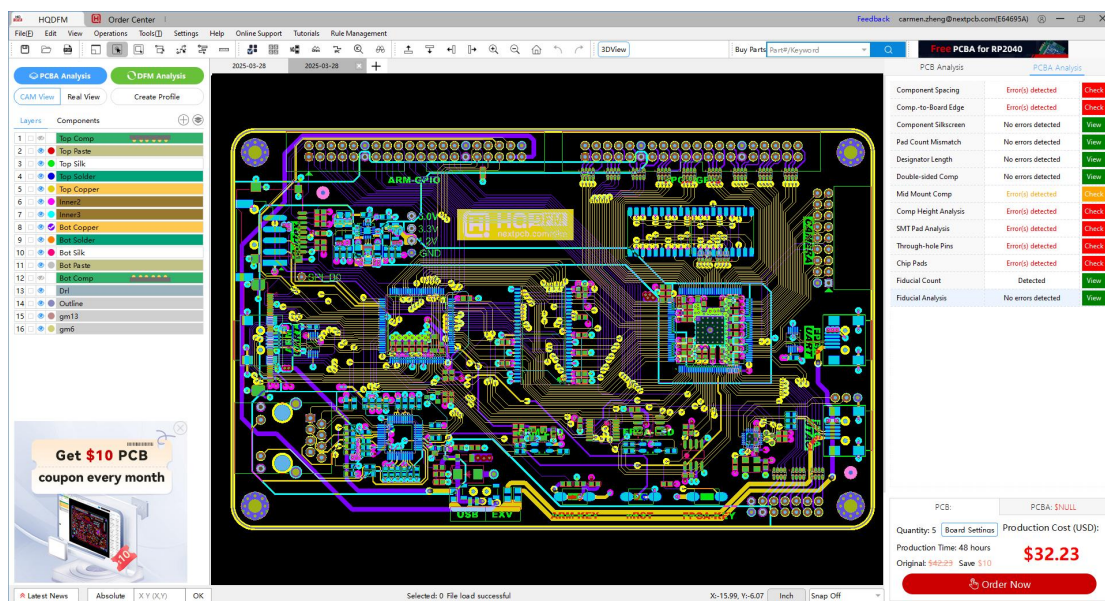 HQDFM Order Center Feedback carmen.zheng@nextpcb.com(E64695A)
File(F) Edit View Operations Tools(T) Settings Help Online Support Tutorials Rule Management
3DView Buy Parts Part#/Keyword Free PCBA for RP2040
PCBA Analysis DFM Analysis
2025-03-28 2025-03-28
PCB Analysis PCBA Analysis
CAM View Real View Create Profile
Layers Components
1 Top Comp
2 Top Paste
3 Top Silk
4 Top Solder
5 Top Copper
6 Inner2
7 Inner3
8 Bot Copper
9 Bot Solder
10 Bot Silk
11 Bot Paste
12 Bot Comp
13 Drl
14 Outline
15 gm13
16 gm6
Get $10 PCB
coupon every month
$10
ARM-GPIO
HQDFM
nextpcb.com/dfm
5.0V
3.3V
1.2V
GND
USB EXV ARM-KEY FPGA-KEY
Component Spacing Error(s) detected Check
Comp.-to-Board Edge Error(s) detected Check
Component Silkscreen No errors detected View
Pad Count Mismatch No errors detected View
Designator Length No errors detected View
Double-sided Comp No errors detected View
Mid Mount Comp Error(s) detected Check
Comp Height Analysis Error(s) detected Check
SMT Pad Analysis Error(s) detected Check
Through-hole Pins Error(s) detected Check
Chip Pads Error(s) detected Check
Fiducial Count Detected View
Fiducial Analysis No errors detected View
PCB: PCBA: $NULL
Quantity: 5 Board Settings Production Cost (USD):
Production Time: 48 hours
$32.23
Original: $42.23 Save $10
Order Now
Latest News Absolute X Y (X,Y) OK Selected: 0 File load successful X:-15.99, Y:-6.07 Inch Snap Off